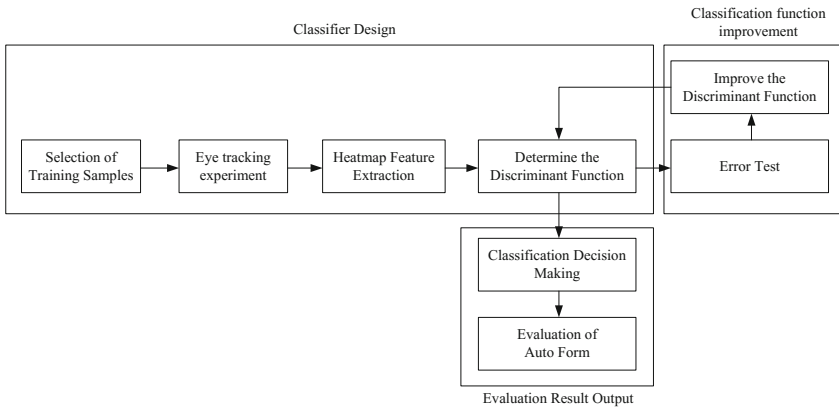 Classifier Design
Classification function
improvement
Improve the
Discriminant Function
Selection of
Training Samples
Eye tracking
experiment
Heatmap Feature
Extraction
Determine the
Discriminant Function
Error Test
Classification Decision
Making
Evaluation of
Auto Form
Evaluation Result Output